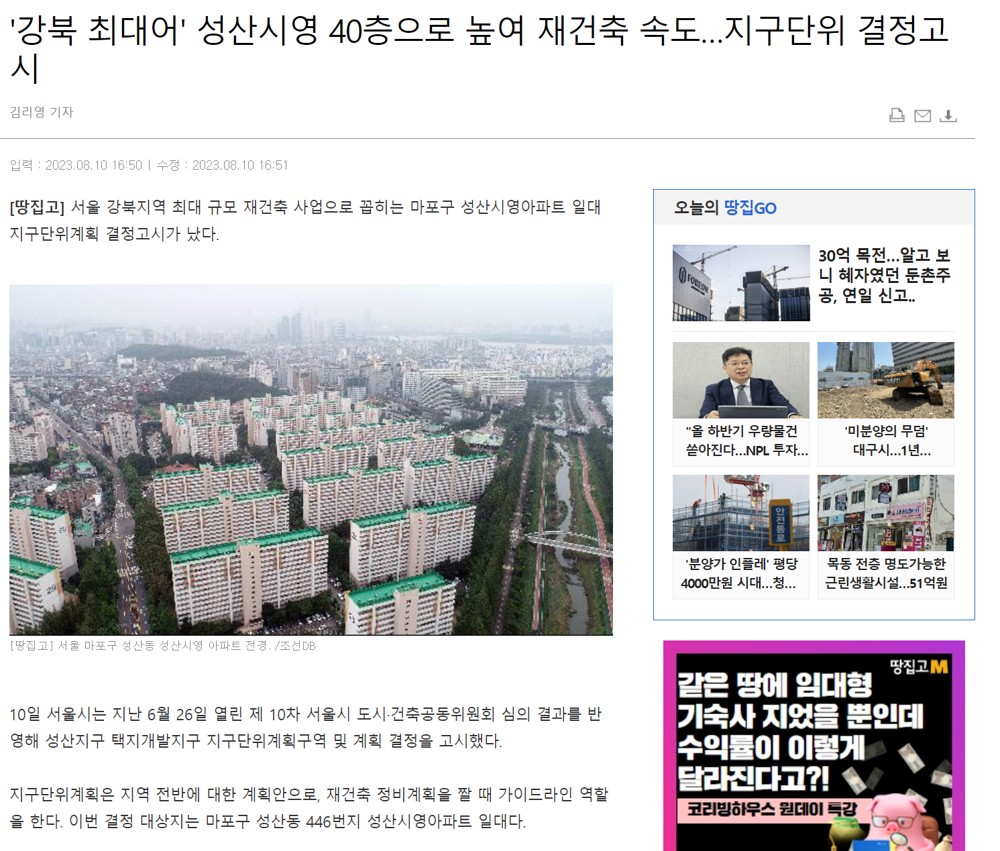 '강북 최대어' 성산시영 40층으로 높여 재건축 속도…지구단위 결정고
시
김리영 기자
입력 : 2023.08.10 16:50 | 수정 : 2023.08.10 16:51
[땅집고] 서울 강북지역 최대 규모 재건축 사업으로 꼽히는 마포구 성산시영아파트 일대
지구단위계획 결정고시가 났다.
29
[땅집고] 서울 마포구 성산동 성산시영 아파트 전경. /조선DB
10일 서울시는 지난 6월 26일 열린 제 10차 서울시 도시·건축공동위원회 심의 결과를 반
영해 성산지구 택지개발지구 지구단위계획구역 및 계획 결정을 고시했다.
지구단위계획은 지역 전반에 대한 계획안으로, 재건축 정비계획을 짤 때 가이드라인 역할
을 한다. 이번 결정 대상지는 마포구 성산동 446번지 성산시영아파트 일대다.
오늘의 땅집GO
FOREON
30억 목전…알고 보
니 혜자였던 둔촌주
공, 연일 신고..
"올 하반기 우량물건
쏟아진다…NPL 투자…
'미분양의 무덤'
대구시…1년…
안전통로
'분양가 인플레' 평당
4000만원 시대…청…
목동 전층 명도가능한
근린생활시설…51억원
땅집고M
같은 땅에 임대형
기숙사 지었을 뿐인데
수익률이 이렇게
달라진다고?!
코리빙하우스 원데이 특강